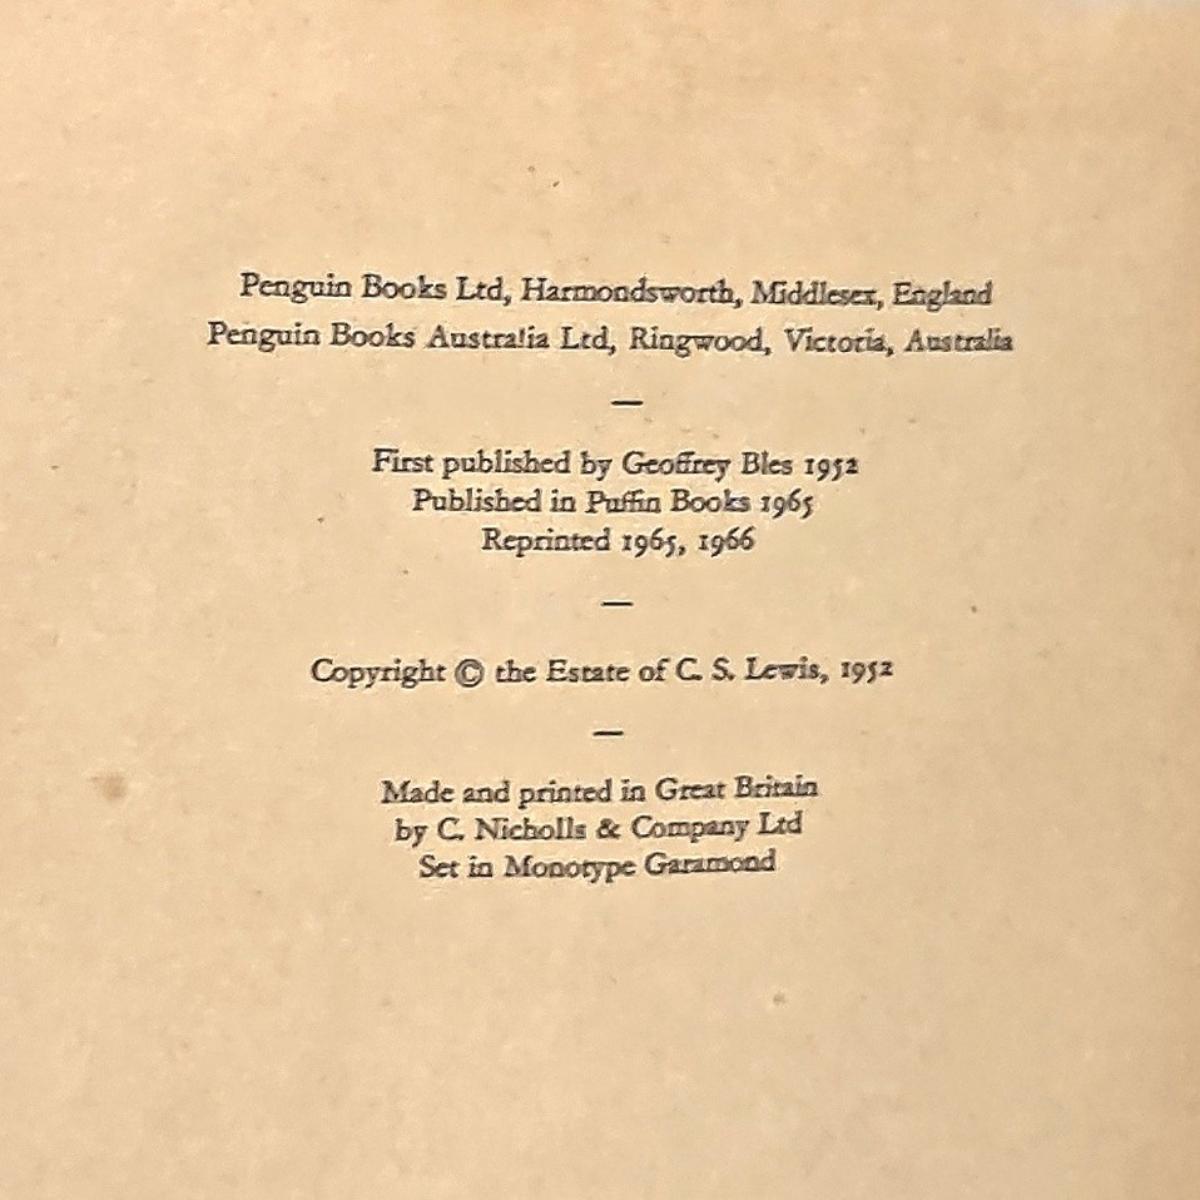 Penguin Books Ltd, Harmondsworth, Middlesex, England
Penguin Books Australia Ltd, Ringwood, Victoria, Australia
—
First published by Geoffrey Bles 1952
Published in Puffin Books 1965
Reprinted 1965, 1966
—
Copyright © the Estate of C. S. Lewis, 1952
—
Made and printed in Great Britain
by C. Nicholls & Company Ltd
Set in Monotype Garamond